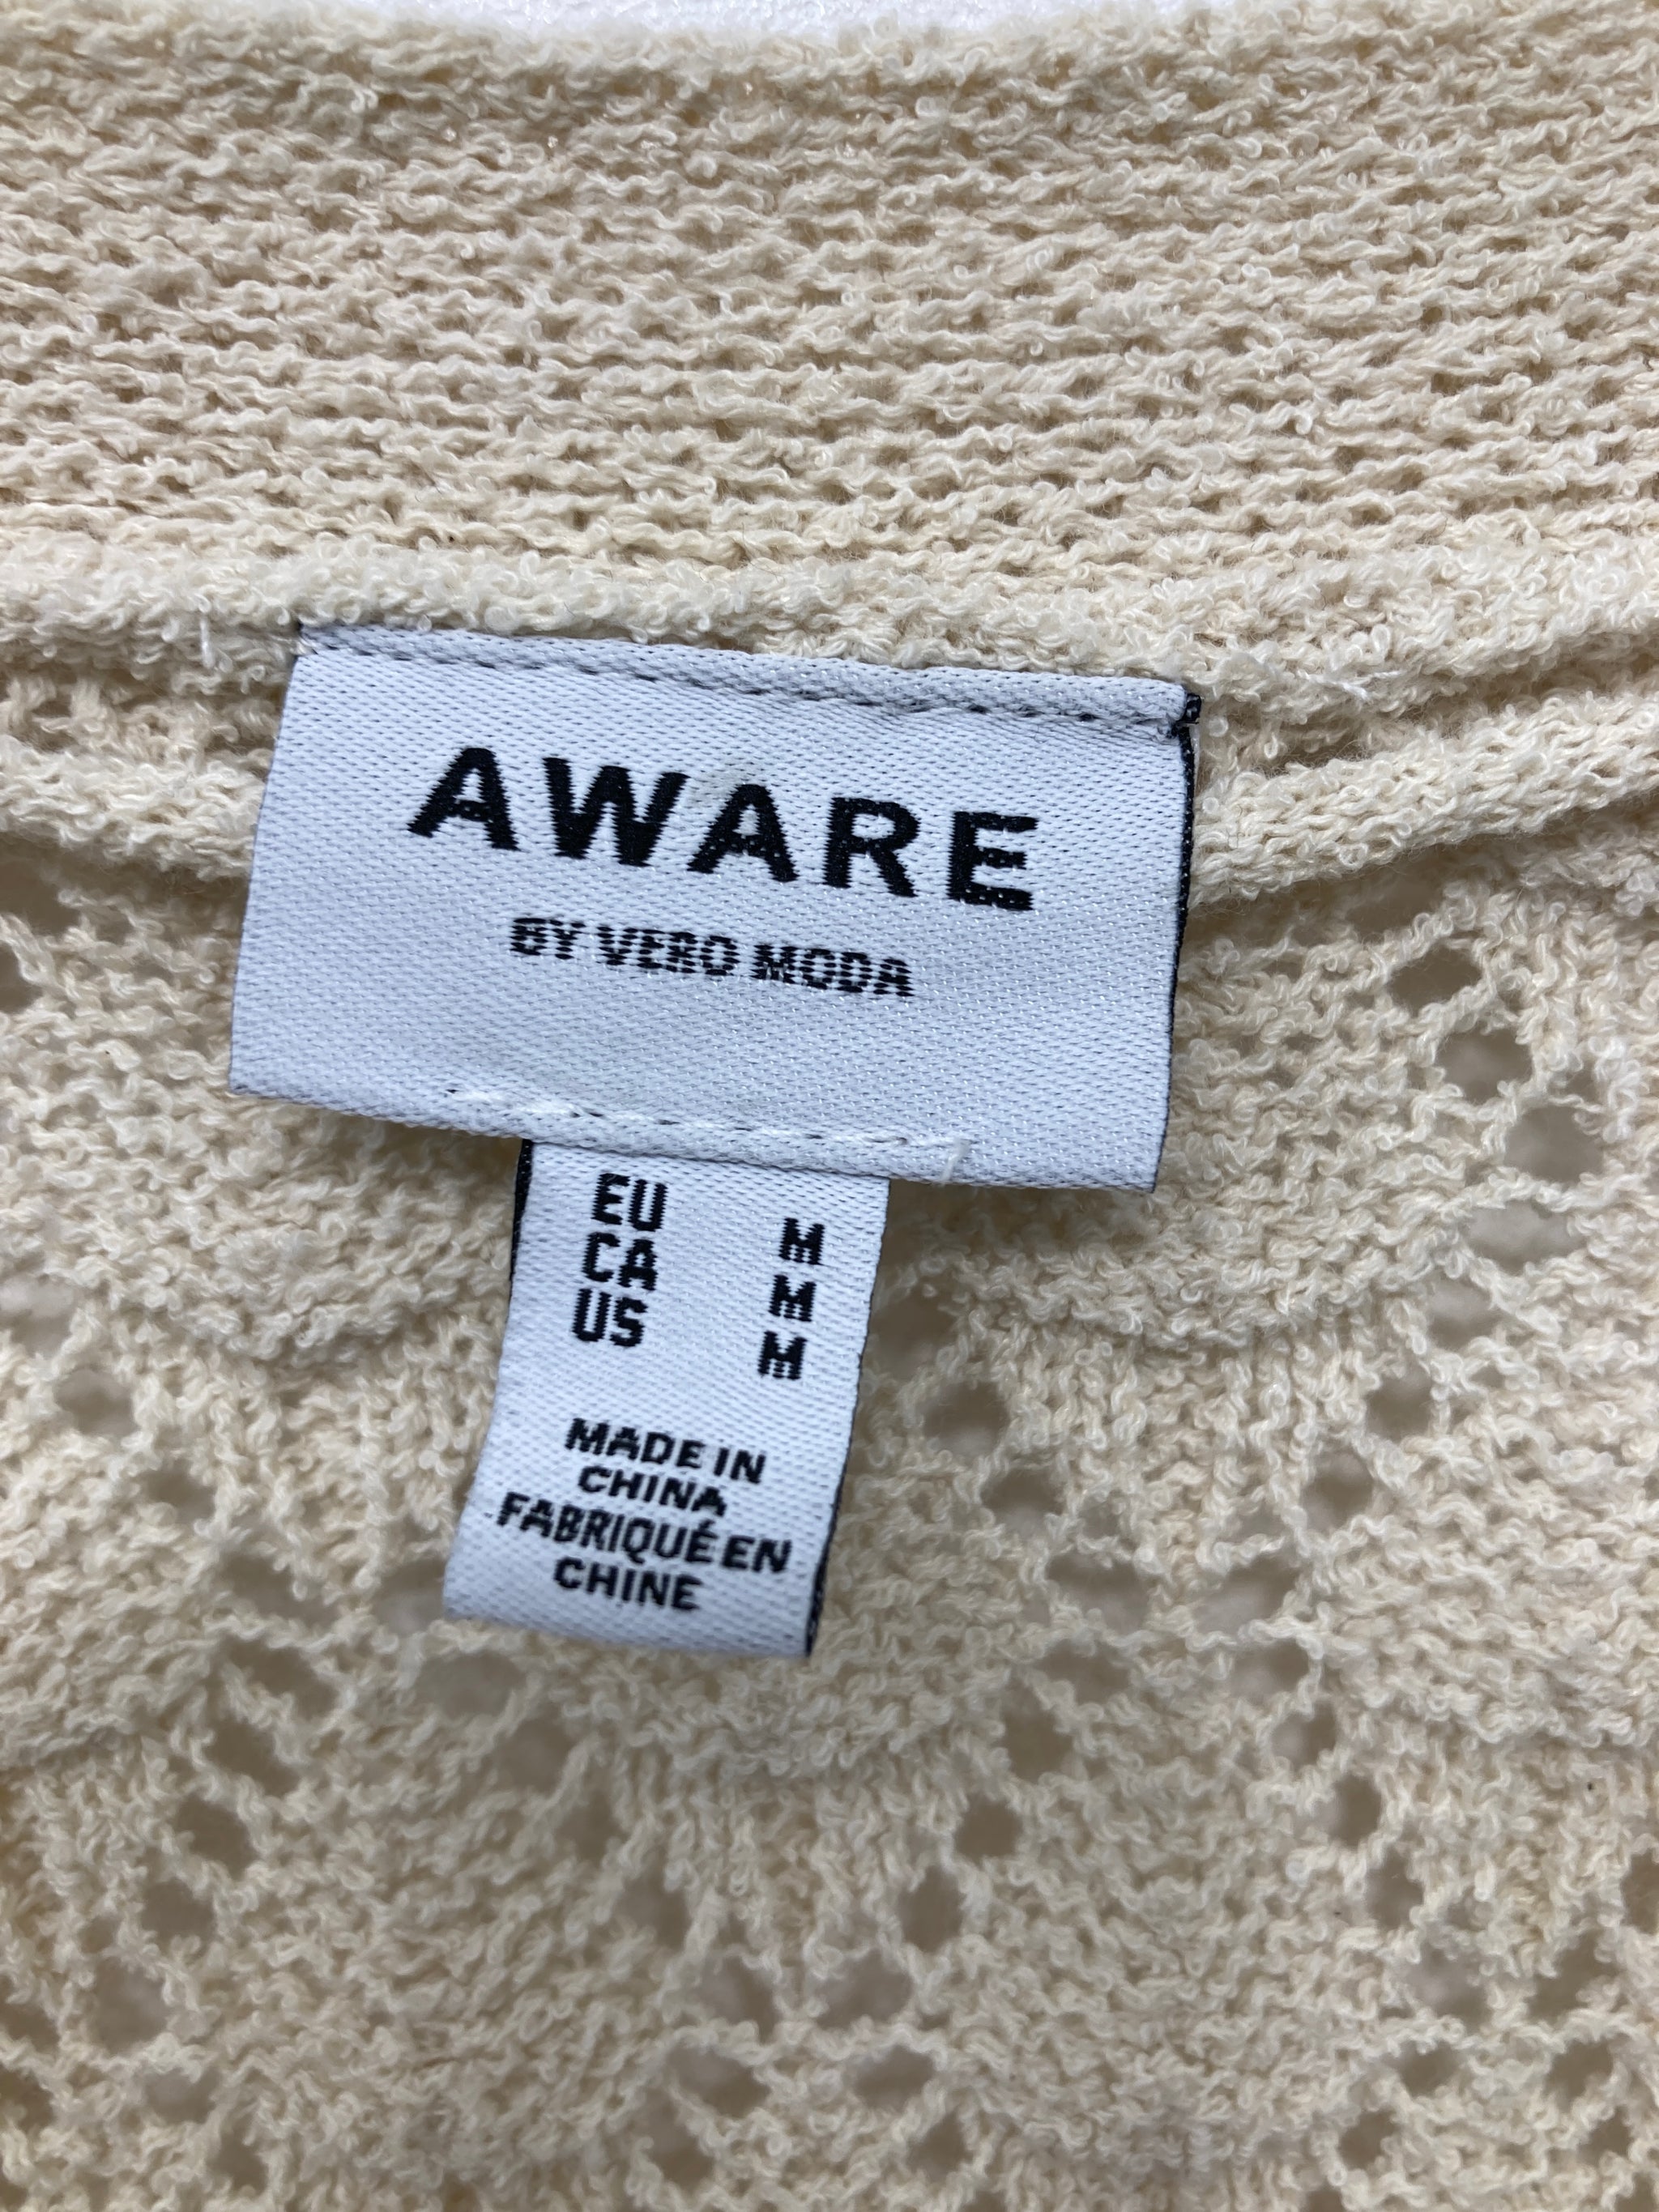 AWARE
BY VERO MODA
EU M
CA M
US M
MADE IN
CHINA
FABRIQUÉ EN
CHINE